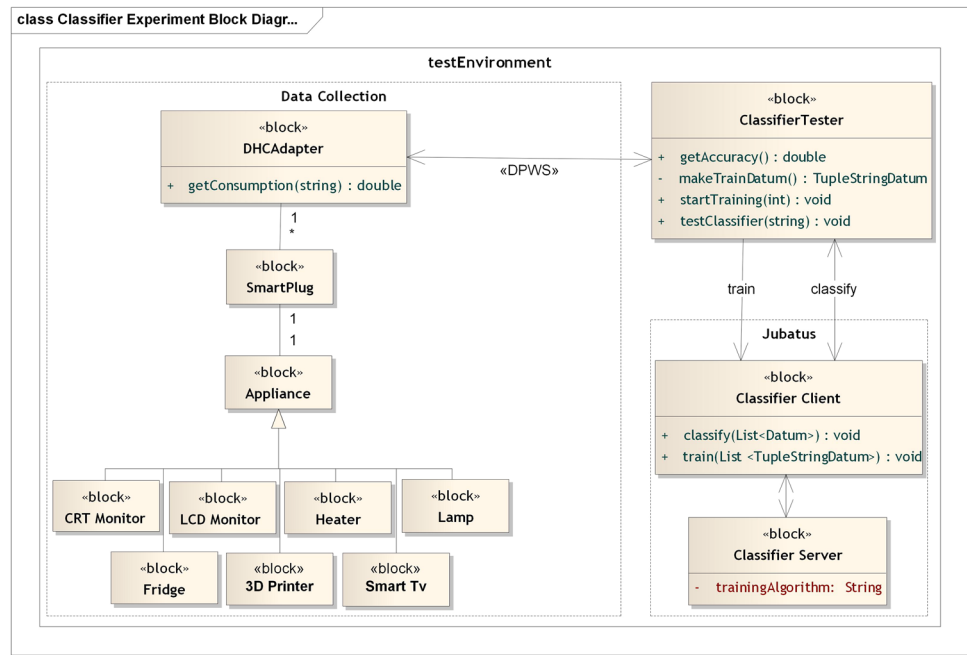 class Classifier Experiment Block Diagr...
testEnvironment
Data Collection
«block»
DHCAdapter
+ getConsumption(string) : double
«DPWS»
«block»
ClassifierTester
+ getAccuracy() : double
- makeTrainDatum() : TupleStringDatum
+ startTraining(int) : void
+ testClassifier(string) : void
1
*
«block»
SmartPlug
1
1
«block»
Appliance
train
classify
Jubatus
«block»
Classifier Client
+ classify(List<Datum>) : void
+ train(List <TupleStringDatum>) : void
«block»
CRT Monitor
«block»
LCD Monitor
«block»
Heater
«block»
Lamp
«block»
Fridge
«block»
3D Printer
«block»
Smart Tv
«block»
Classifier Server
- trainingAlgorithm: String